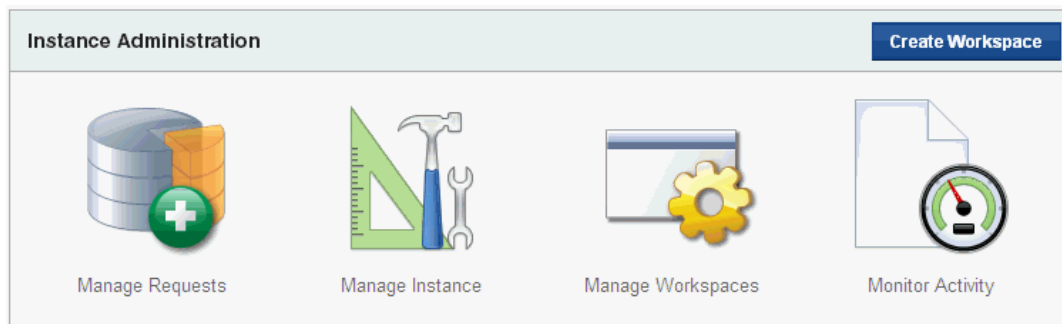 Instance Administration
Create Workspace
Manage Requests
Manage Instance
Manage Workspaces
Monitor Activity